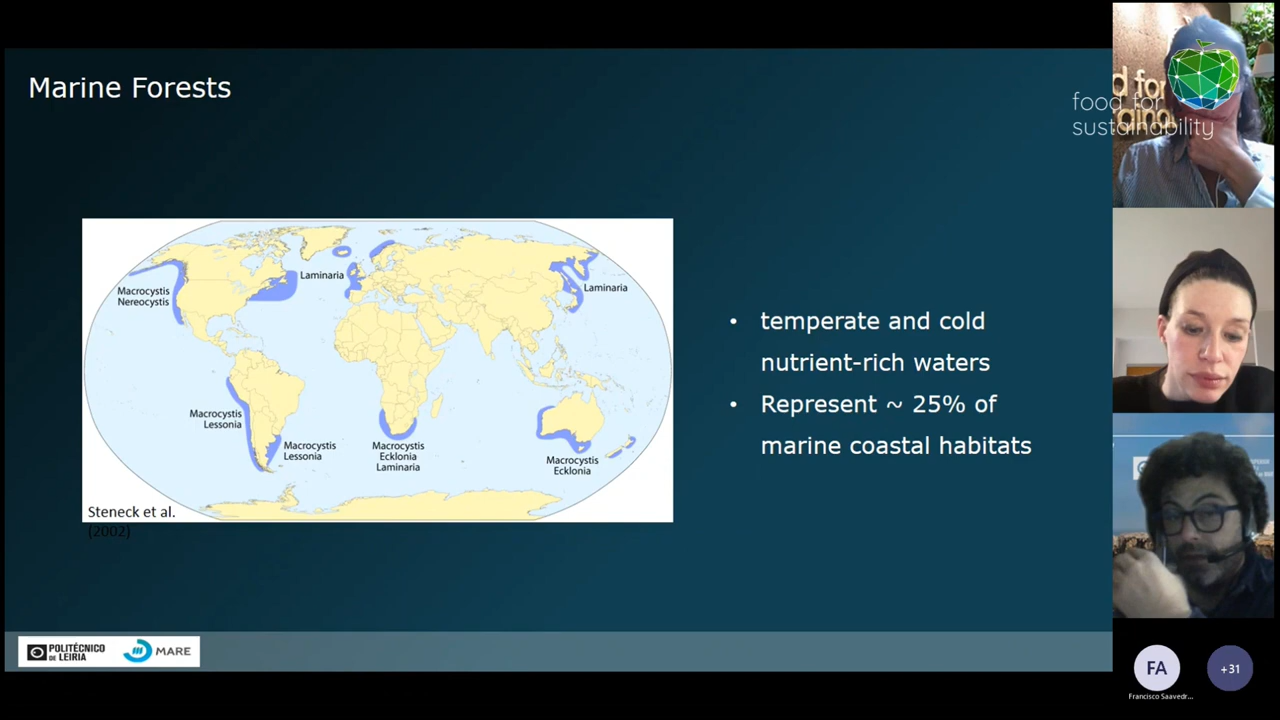 Marine Forests
Macrocystis
Nereocystis
Laminaria
Laminaria
Macrocystis
Lessonia
Macrocystis
Lessonia
Macrocystis
Ecklonia
Laminaria
Macrocystis
Ecklonia
Steneck et al.
(2002)
• temperate and cold
nutrient-rich waters
• Represent ~ 25% of
marine coastal habitats
POLITÉCNICO
DE LEIRIA
MARE
food for
sustainability
d for
FA
Francisco Saavedr...
+31